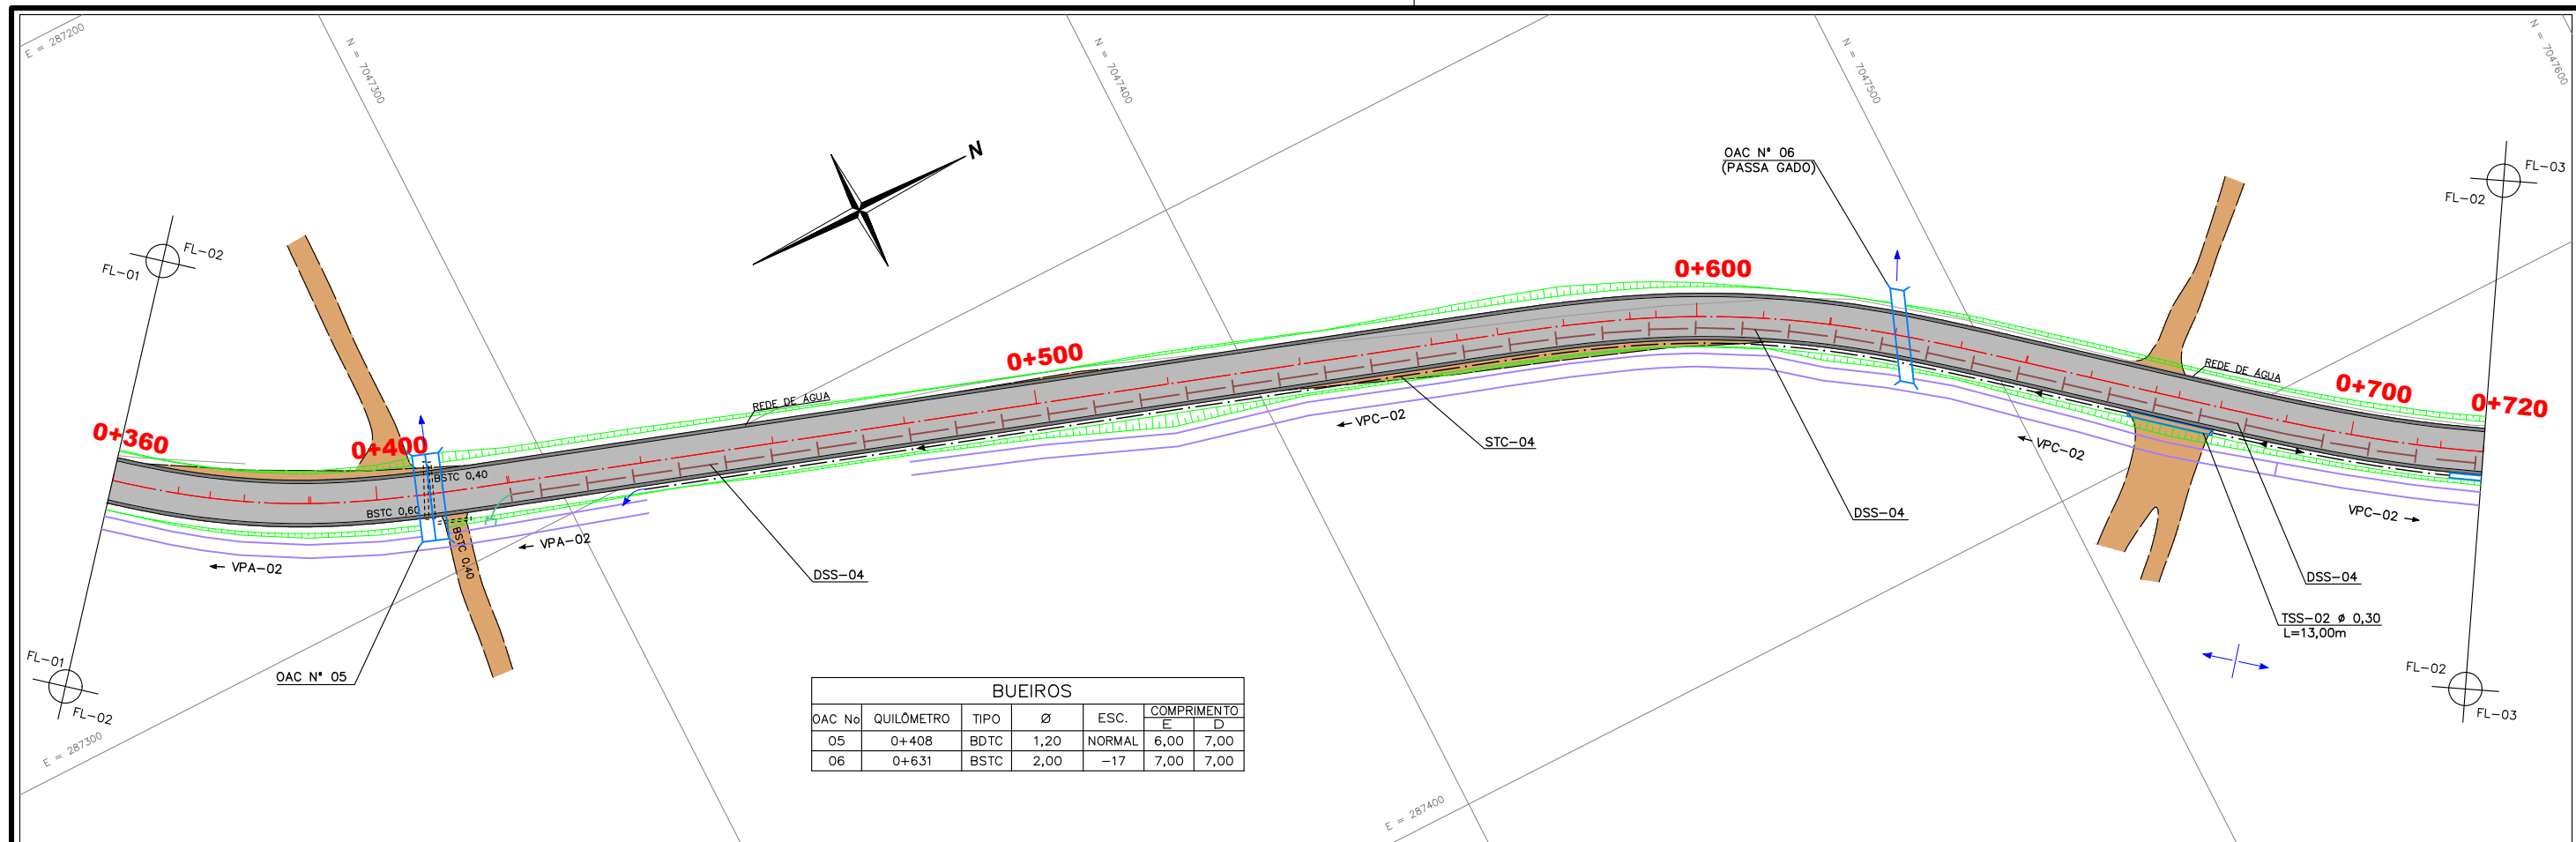 E = 287200
N = 7047300
N = 7047400
N = 7047500
N = 7047600
N
OAC Nº 06
(PASSA GADO)
FL-03
FL-02
FL-02
FL-01
0+360
0+400
0+500
0+600
0+700
0+720
REDE DE ÁGUA
REDE DE ÁGUA
BSTC 0,40
BSTC 0,60
BSTC 0,40
VPA-02
VPA-02
VPC-02
VPC-02
VPC-02
STC-04
DSS-04
DSS-04
DSS-04
TSS-02 ø 0,30
L=13,00m
OAC Nº 05
FL-01
FL-02
FL-02
FL-03
E = 287300
E = 287400
BUEIROS
OAC No QUILÔMETRO TIPO Ø ESC. COMPRIMENTO
E D
05 0+408 BDTC 1,20 NORMAL 6,00 7,00
06 0+631 BSTC 2,00 -17 7,00 7,00